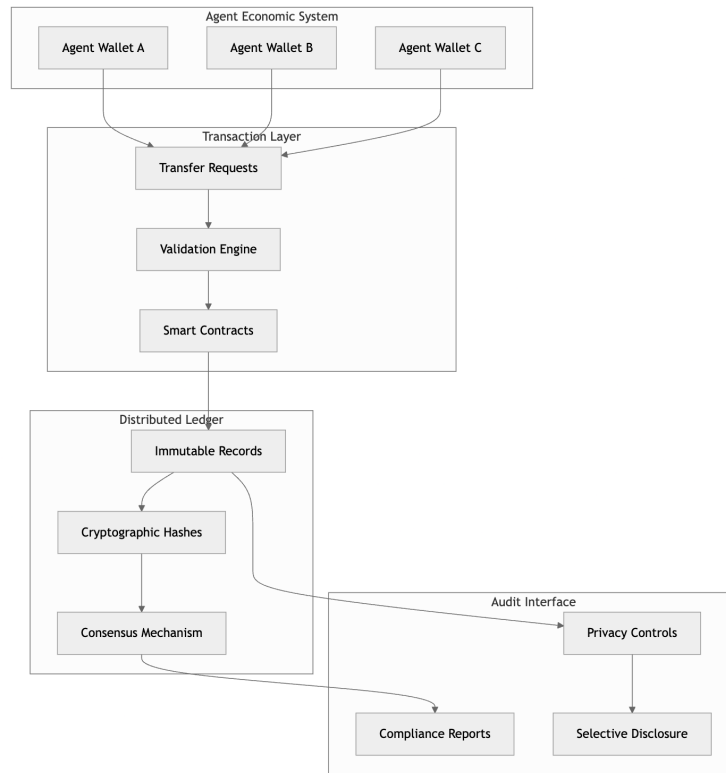 Agent Economic System
Agent Wallet A
Agent Wallet B
Agent Wallet C
Transaction Layer
Transfer Requests
Validation Engine
Smart Contracts
Distributed Ledger
Immutable Records
Cryptographic Hashes
Consensus Mechanism
Audit Interface
Privacy Controls
Compliance Reports
Selective Disclosure